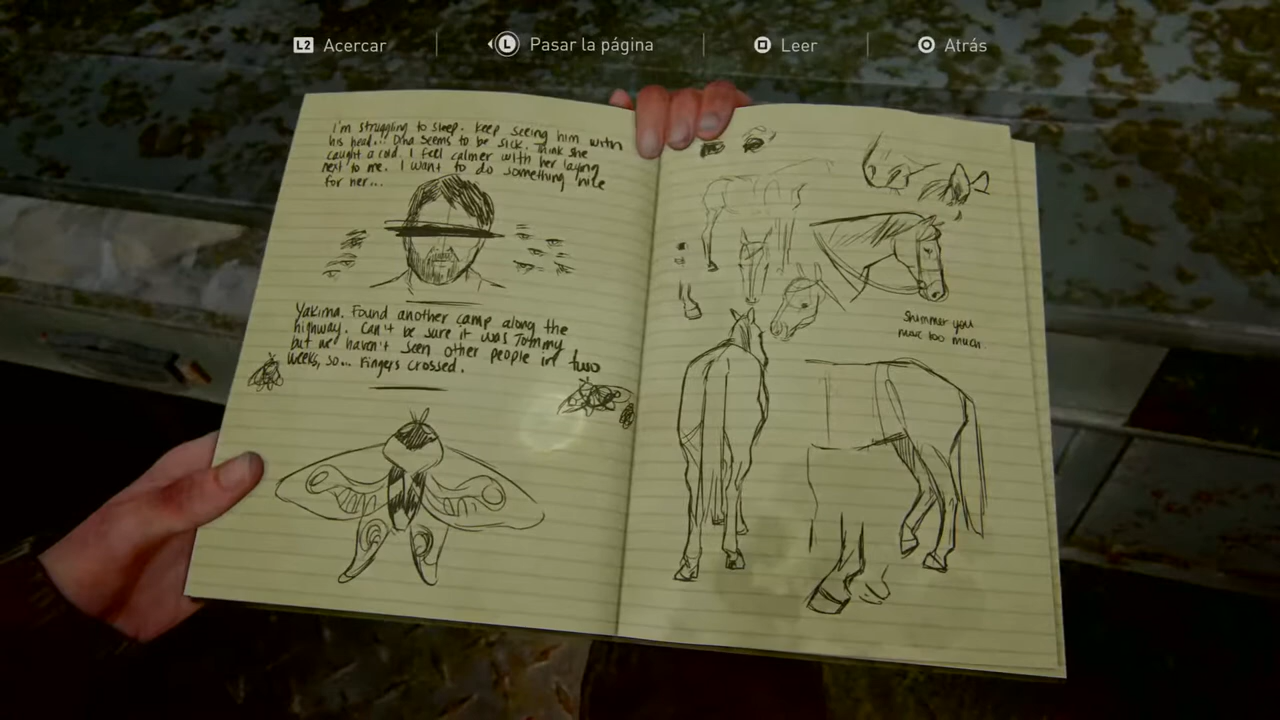 L2 Acercar
L Pasar la página
Leer
Atrás
I'm struggling to sleep. Keep seeing him with
his head... Dina seems to be sick. Think she
caught a cold. I feel calmer with her laying
next to me. I want to do something nice
for her...
Yakima. Found another camp along the
highway. Can't be sure it was Tommy
but we haven't seen other people in two
weeks, so... Fingers crossed.
Shimmer you
move too much